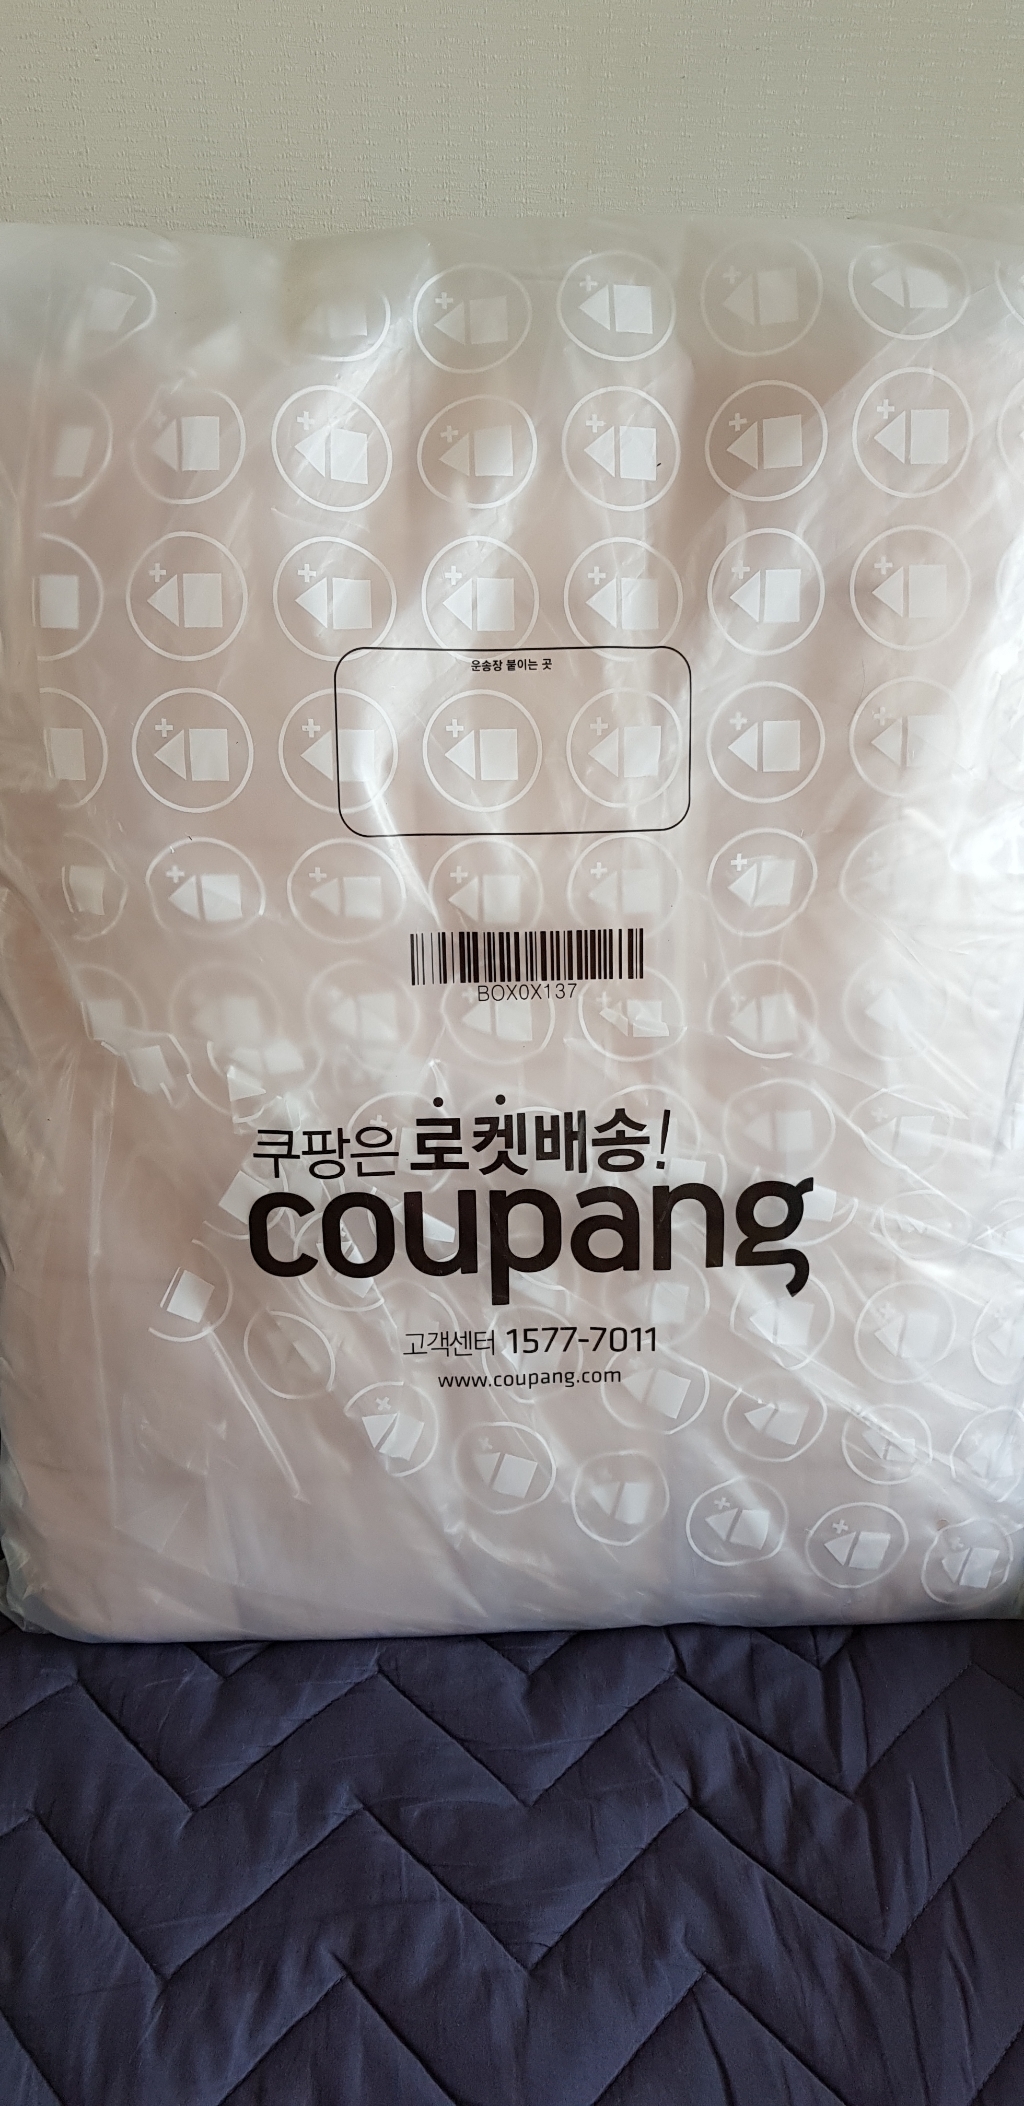 운송장 붙이는 곳
BOX0X137
쿠팡은 로켓배송!
coupang
고객센터 1577-7011
www.coupang.com